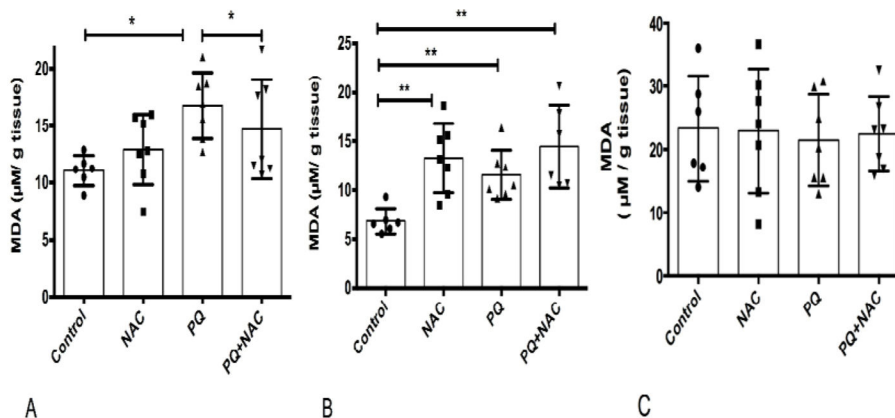 *
*
MDA (µM/ g tissue)
20
15
10
5
0
Control
NAC
PQ
PQ+NAC
A
**
**
**
MDA (µM/ g tissue)
25
20
15
10
5
0
Control
NAC
PQ
PQ+NAC
B
MDA
( µM / g tissue)
40
30
20
10
0
Control
NAC
PQ
PQ+NAC
C